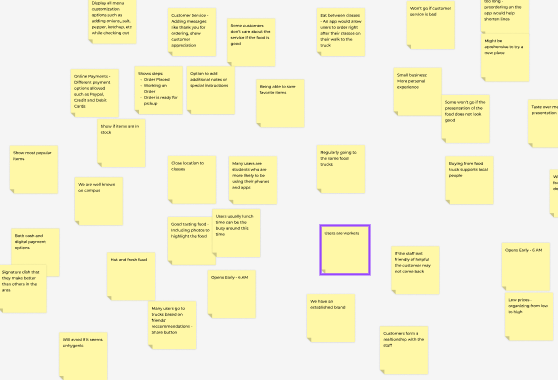 Display all menu
customization options such as
adding onions, salt,
pepper, ketchup, etc
while checking out
Customer Service -
Adding messages
like thank you for
ordering, show
customer
appreciation
Some customers
don't care about the
service if the food is
good
Eat between classes
- An app would allow
users to order right
after their classes on
their walk to the
truck
Won't go if customer
service is bad
too long -
preordering on the
app would help
shorten lines
Might be
apprehensive to try a
new place
Online Payments -
Different payment
options allowed
such as Paypal,
Credit and Debit
Cards
Shows steps
- Order Placed
- Working on
Order
- Order is ready for
pickup
Option to add
additional notes or
special instructions
Being able to save
favorite items
Small business:
More personal
experience
Some won't go if the
presentation of the
food does not look
good
Taste over
presentation
Show if items are in
stock
Show most popular
items
Close location to
classes
Many users are
students who are
more likely to be
using their phones
and apps
Regularly going to
the same food
trucks
Buying from food
truck supports local
people
We are well known
on campus
Good tasting food -
Including photos to
highlight the food
Users usually lunch
time can be the
busy around this
time
Users are workers
Both cash and
digital payment
options
Hot and fresh food
If the staff isn't
friendly or helpful
the customer may
not come back
Opens Early - 6 AM
Signature dish that
they make better
than others in the
area
Opens Early - 6 AM
We have an
established brand
Low prices -
organizing from low
to high
Many users go to
trucks based on
friends'
recommendations -
share button
Will avoid if it seems
unhygienic
Customers form a
relationship with the
staff